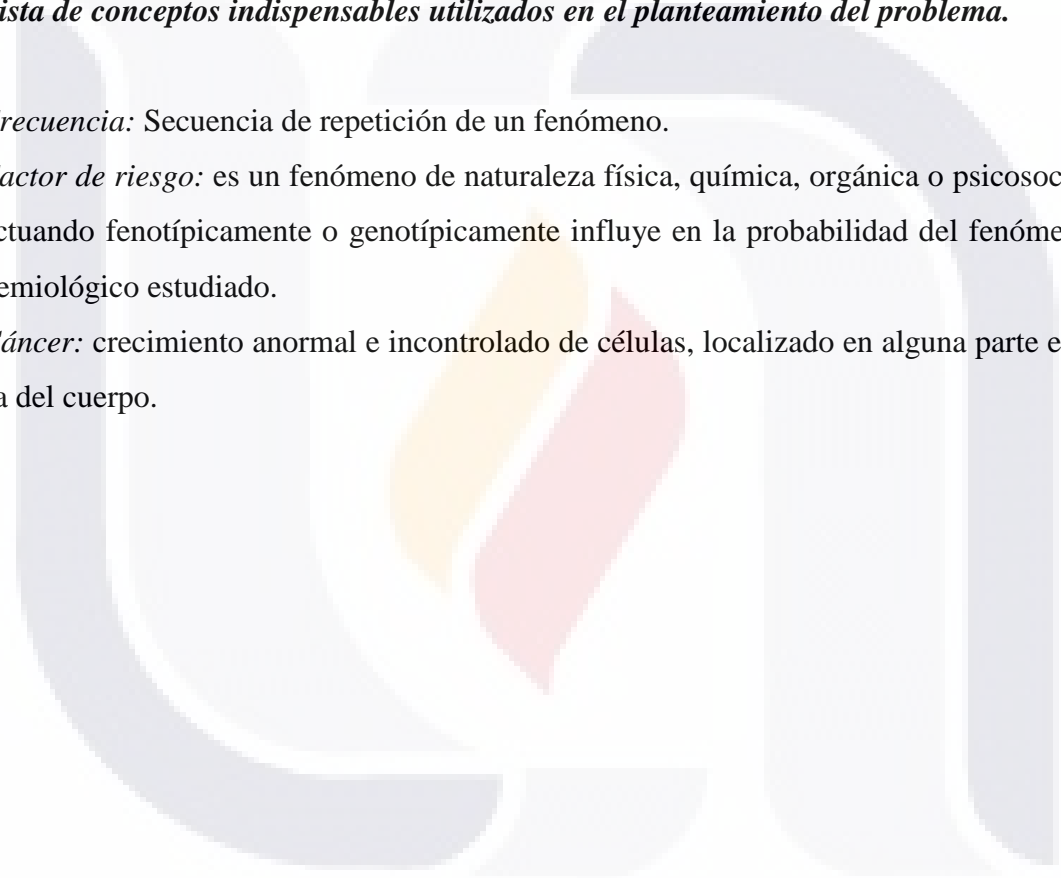 ista de conceptos indispensables utilizados en el planteamiento del problema.
recuencia: Secuencia de repetición de un fenómeno.
actor de riesgo: es un fenómeno de naturaleza física, química, orgánica o psicosoc
ctuando fenotípicamente o genotípicamente influye en la probabilidad del fenóme
emiológico estudiado.
áncer: crecimiento anormal e incontrolado de células, localizado en alguna parte e
a del cuerpo.